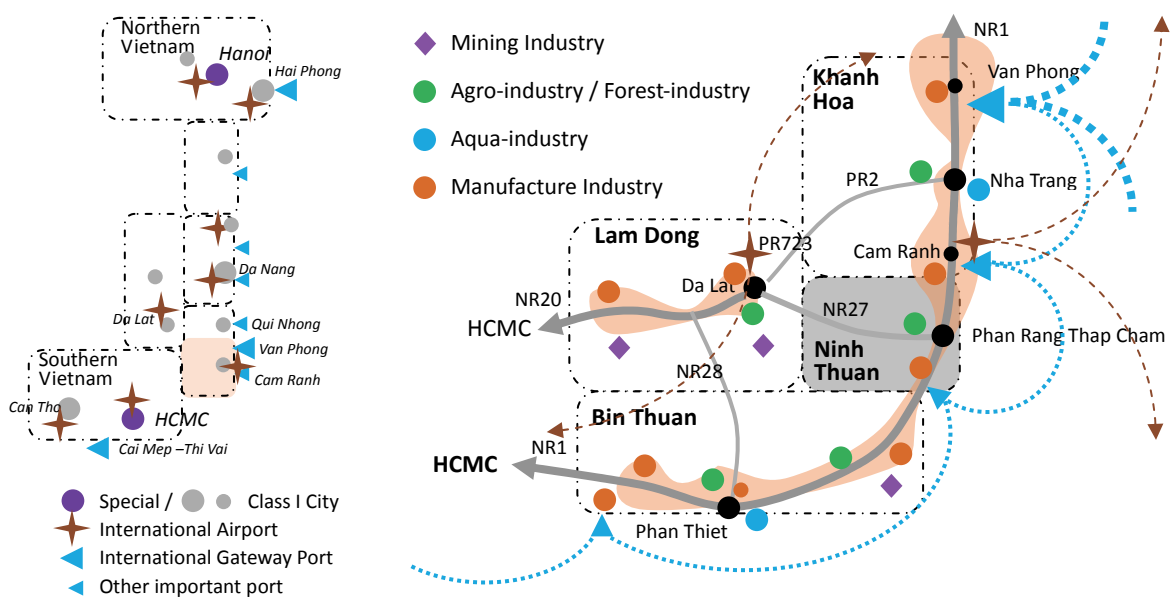 Northern
Vietnam
Hanoi
Hai Phong
Da Nang
Da Lat
Qui Nhong
Van Phong
Southern
Vietnam
Cam Ranh
Can Tho
HCMC
Cai Mep –Thi Vai
Special /
Class I City
International Airport
International Gateway Port
Other important port
Mining Industry
Agro-industry / Forest-industry
Aqua-industry
Manufacture Industry
NR1
Khanh
Hoa
Van Phong
PR2
Nha Trang
Lam Dong
PR723
Cam Ranh
Da Lat
NR20
HCMC
NR27
Phan Rang Thap Cham
Ninh
Thuan
NR28
Bin Thuan
NR1
HCMC
Phan Thiet